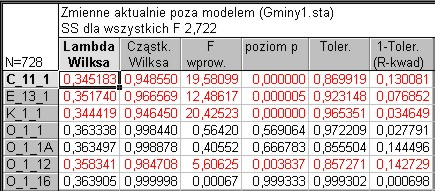 Zmienne aktualnie poza modelem (Gminy1.sta)
SS dla wszystkich F 2,722
N=728 Lambda Wilksa Cząstk. Wilksa F wprow. poziom p Toler. 1-Toler. (R-kwad)
C_11_1 0,345183 0,948550 19,58099 0,000000 0,869919 0,130081
E_13_1 0,351740 0,966569 12,48617 0,000005 0,923148 0,076852
K_1_1 0,344419 0,946450 20,42523 0,000000 0,965351 0,034649
O_1_1 0,363338 0,998440 0,56420 0,569064 0,972209 0,027791
O_1_1A 0,363497 0,998878 0,40552 0,666783 0,855504 0,144496
O_1_12 0,358341 0,984708 5,60625 0,003837 0,857271 0,142729
O_1_16 0,363905 0,999998 0,00067 0,999333 0,999302 0,000698